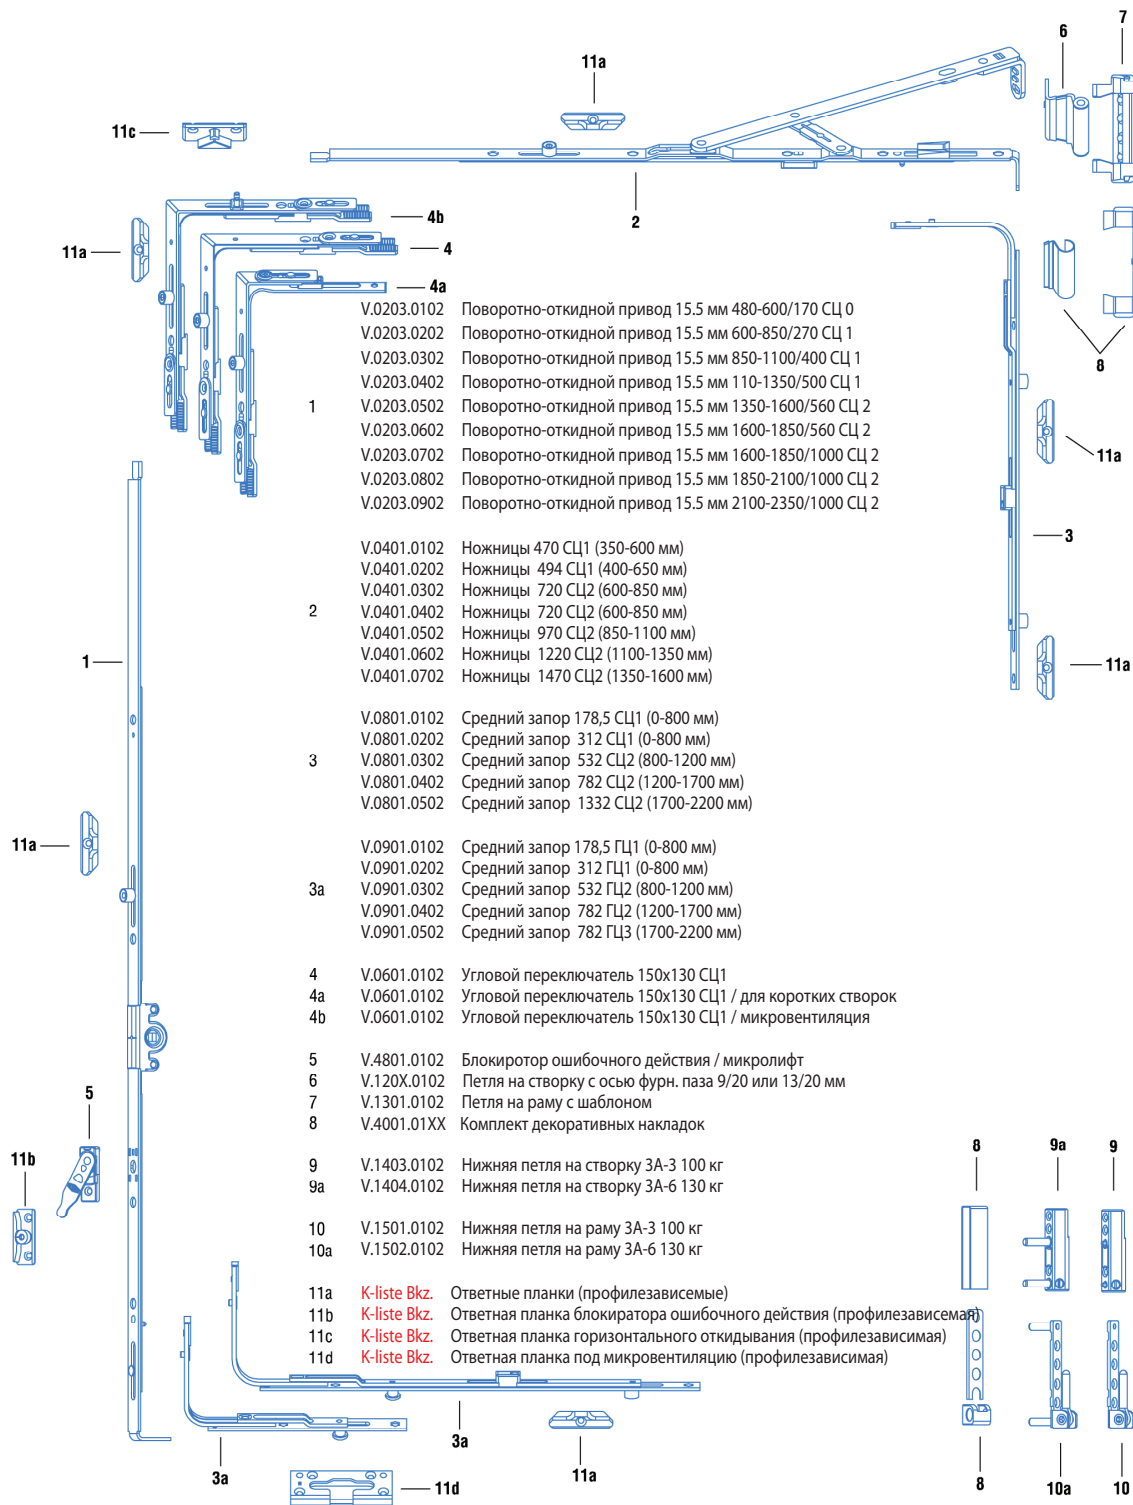 7
6
11a
11c
2
4b
11a
4
4a
8
V.0203.0102 Поворотно-откидной привод 15.5 мм 480-600/170 СЦ 0
V.0203.0202 Поворотно-откидной привод 15.5 мм 600-850/270 СЦ 1
V.0203.0302 Поворотно-откидной привод 15.5 мм 850-1100/400 СЦ 1
V.0203.0402 Поворотно-откидной привод 15.5 мм 110-1350/500 СЦ 1
1 V.0203.0502 Поворотно-откидной привод 15.5 мм 1350-1600/560 СЦ 2
V.0203.0602 Поворотно-откидной привод 15.5 мм 1600-1850/560 СЦ 2
V.0203.0702 Поворотно-откидной привод 15.5 мм 1600-1850/1000 СЦ 2
V.0203.0802 Поворотно-откидной привод 15.5 мм 1850-2100/1000 СЦ 2
V.0203.0902 Поворотно-откидной привод 15.5 мм 2100-2350/1000 СЦ 2
11a
3
V.0401.0102 Ножницы 470 СЦ1 (350-600 мм)
V.0401.0202 Ножницы 494 СЦ1 (400-650 мм)
V.0401.0302 Ножницы 720 СЦ2 (600-850 мм)
2 V.0401.0402 Ножницы 720 СЦ2 (600-850 мм)
V.0401.0502 Ножницы 970 СЦ2 (850-1100 мм)
V.0401.0602 Ножницы 1220 СЦ2 (1100-1350 мм)
V.0401.0702 Ножницы 1470 СЦ2 (1350-1600 мм)
1
11a
V.0801.0102 Средний запор 178,5 СЦ1 (0-800 мм)
V.0801.0202 Средний запор 312 СЦ1 (0-800 мм)
3 V.0801.0302 Средний запор 532 СЦ2 (800-1200 мм)
V.0801.0402 Средний запор 782 СЦ2 (1200-1700 мм)
V.0801.0502 Средний запор 1332 СЦ2 (1700-2200 мм)
11a
V.0901.0102 Средний запор 178,5 ГЦ1 (0-800 мм)
V.0901.0202 Средний запор 312 ГЦ1 (0-800 мм)
3a V.0901.0302 Средний запор 532 ГЦ2 (800-1200 мм)
V.0901.0402 Средний запор 782 ГЦ2 (1200-1700 мм)
V.0901.0502 Средний запор 782 ГЦ3 (1700-2200 мм)
4 V.0601.0102 Угловой переключатель 150x130 СЦ1
4a V.0601.0102 Угловой переключатель 150x130 СЦ1 / для коротких створок
4b V.0601.0102 Угловой переключатель 150x130 СЦ1 / микровентиляция
5 V.4801.0102 Блокиротор ошибочного действия / микролифт
6 V.120X.0102 Петля на створку с осью фурн. паза 9/20 или 13/20 мм
7 V.1301.0102 Петля на раму с шаблоном
8 V.4001.01XX Комплект декоративных накладок
5
11b
8
9a
9
9 V.1403.0102 Нижняя петля на створку 3А-3 100 кг
9a V.1404.0102 Нижняя петля на створку 3А-6 130 кг
10 V.1501.0102 Нижняя петля на раму 3А-3 100 кг
10a V.1502.0102 Нижняя петля на раму 3А-6 130 кг
11a K-liste Bkz. Ответные планки (профилезависемые)
11b K-liste Bkz. Ответная планка блокиратора ошибочного действия (профилезависемая)
11c K-liste Bkz. Ответная планка горизонтального откидывания (профилезависимая)
11d K-liste Bkz. Ответная планка под микровентиляцию (профилезависимая)
3a
3a
11a
11d
8
10a
10